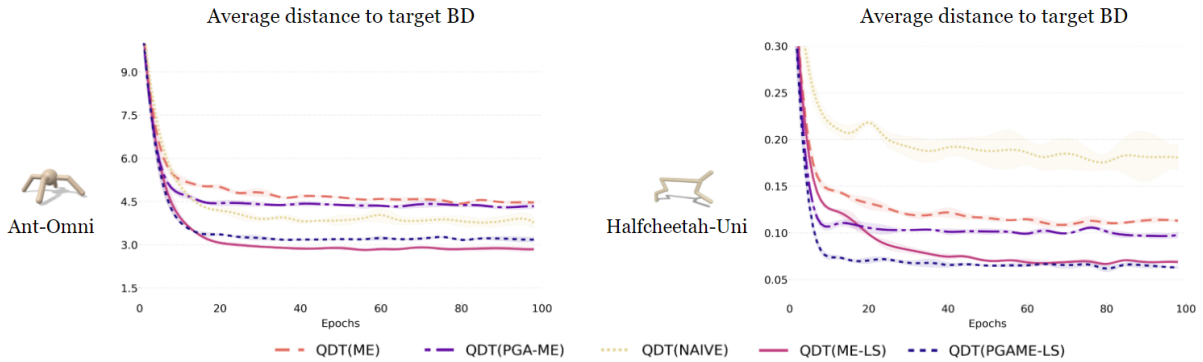 Average distance to target BD
9.0
7.5
6.0
4.5
3.0
1.5
0 20 40 60 80 100
Epochs
Ant-Omni
Average distance to target BD
0.30
0.25
0.20
0.15
0.10
0.05
0 20 40 60 80 100
Epochs
Halfcheetah-Uni
QDT(ME) QDT(PGA-ME) QDT(NAIVE) QDT(ME-LS) QDT(PGAME-LS)